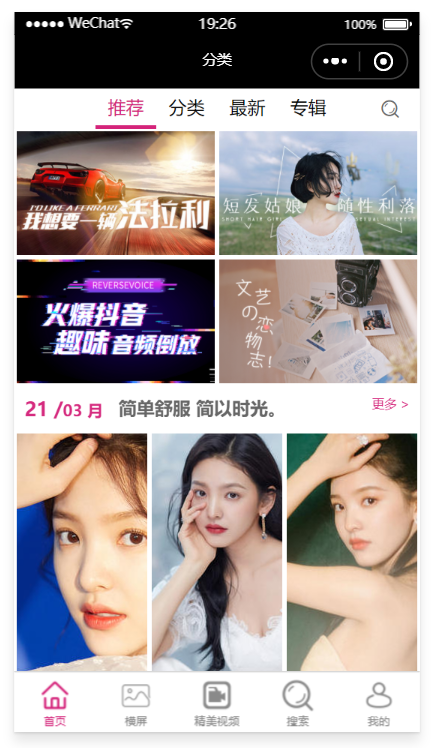 WeChat 19:26 100%
分类
推荐 分类 最新 专辑
I'D LIKE A FERRARI
我想要一辆法拉利
短发姑娘 随性利落
REVERSEVOICE
火爆抖音
趣味音频倒放
文艺
の恋
物
志!
21 /03 月 简单舒服 简以时光。 更多 >
首页 横屏 精美视频 搜索 我的